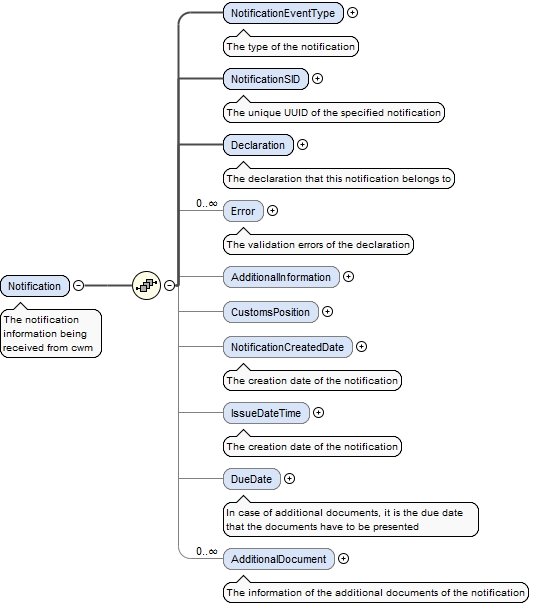 NotificationEventType
The type of the notification
NotificationSID
The unique UUID of the specified notification
Declaration
The declaration that this notification belongs to
0..∞
Error
The validation errors of the declaration
Notification
The notification
information being
received from cwm
AdditionalInformation
CustomsPosition
NotificationCreatedDate
The creation date of the notification
IssueDateTime
The creation date of the notification
DueDate
In case of additional documents, it is the due date
that the documents have to be presented
0..∞
AdditionalDocument
The information of the additional documents of the notification